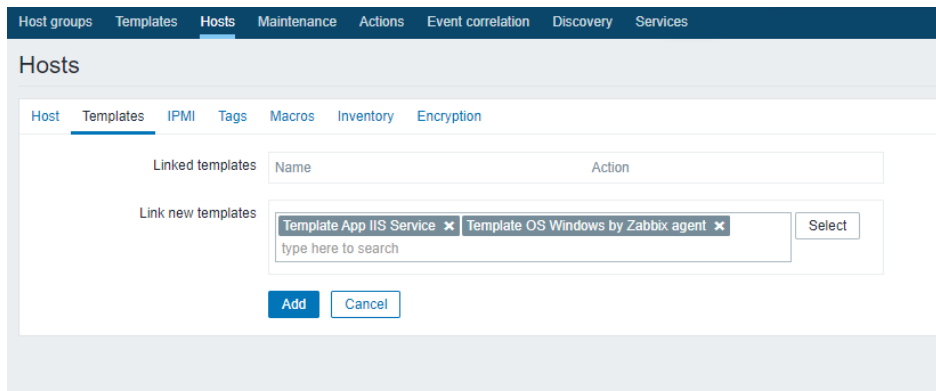 Host groups Templates Hosts Maintenance Actions Event correlation Discovery Services
Hosts
Host Templates IPMI Tags Macros Inventory Encryption
Linked templates Name Action
Link new templates
Template App IIS Service × Template OS Windows by Zabbix agent × Select
type here to search
Add Cancel